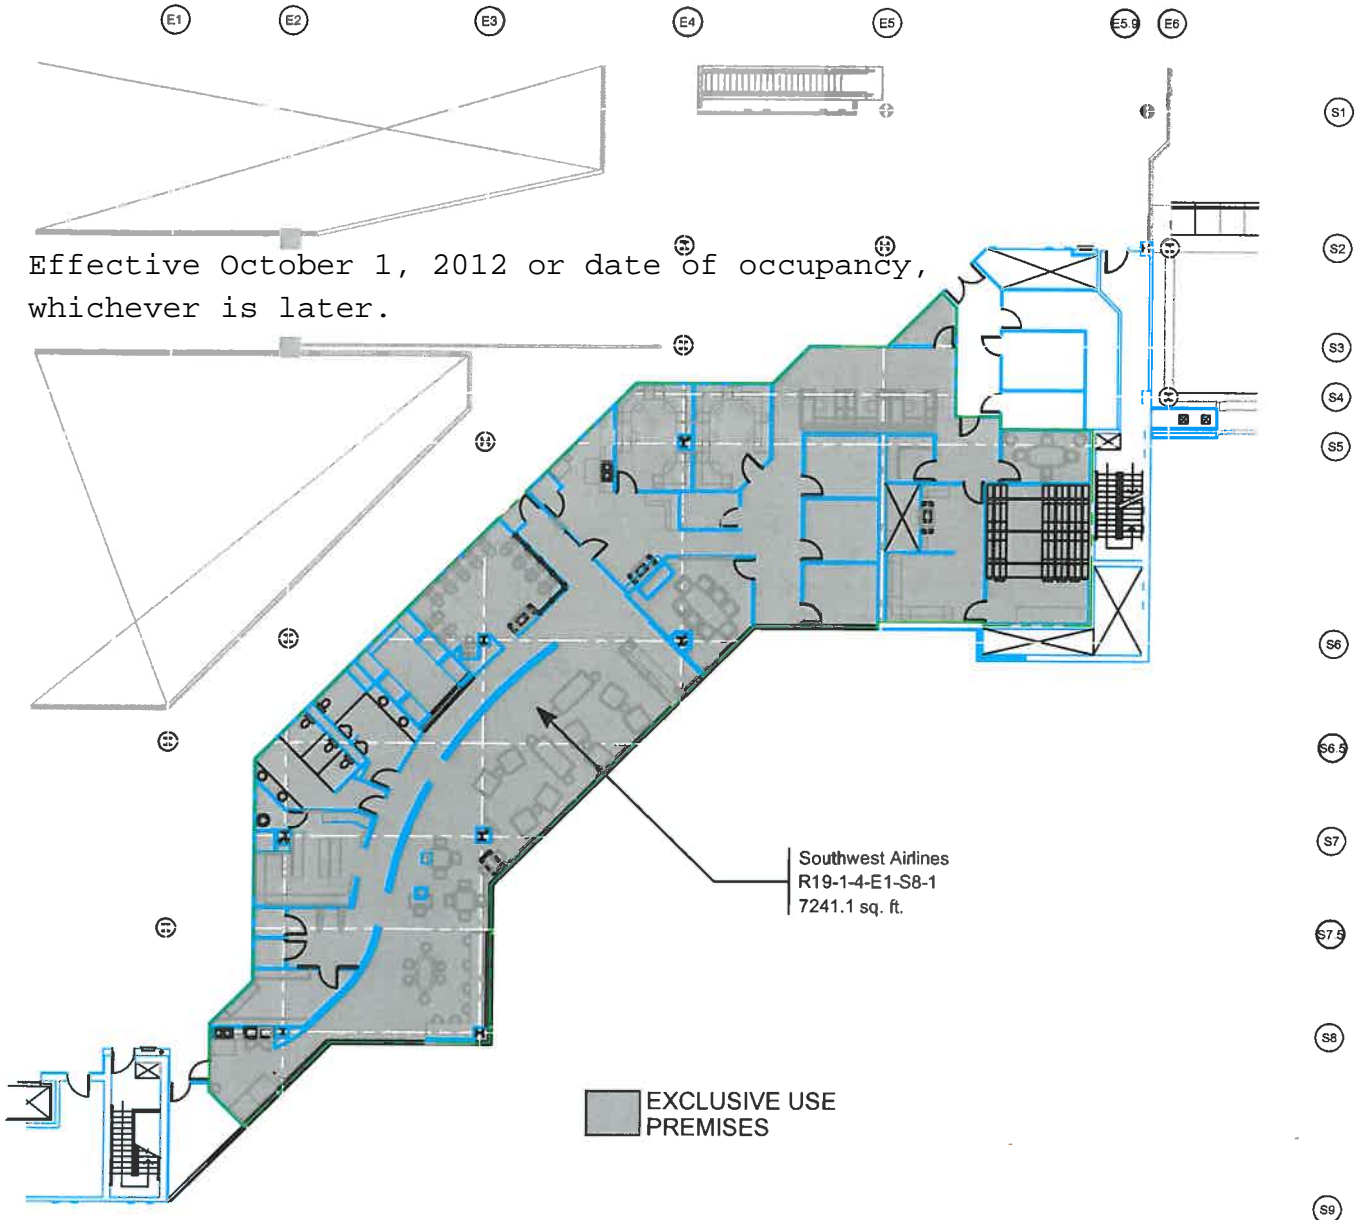 E1 E2 E3 E4 E5 E5.9 E6
S1
S2
Effective October 1, 2012 or date of occupancy,
whichever is later.
S3
S4
S5
S6
S6.5
S7
Southwest Airlines
R19-1-4-E1-S8-1
7241.1 sq. ft.
S7.5
S8
EXCLUSIVE USE
PREMISES
S9